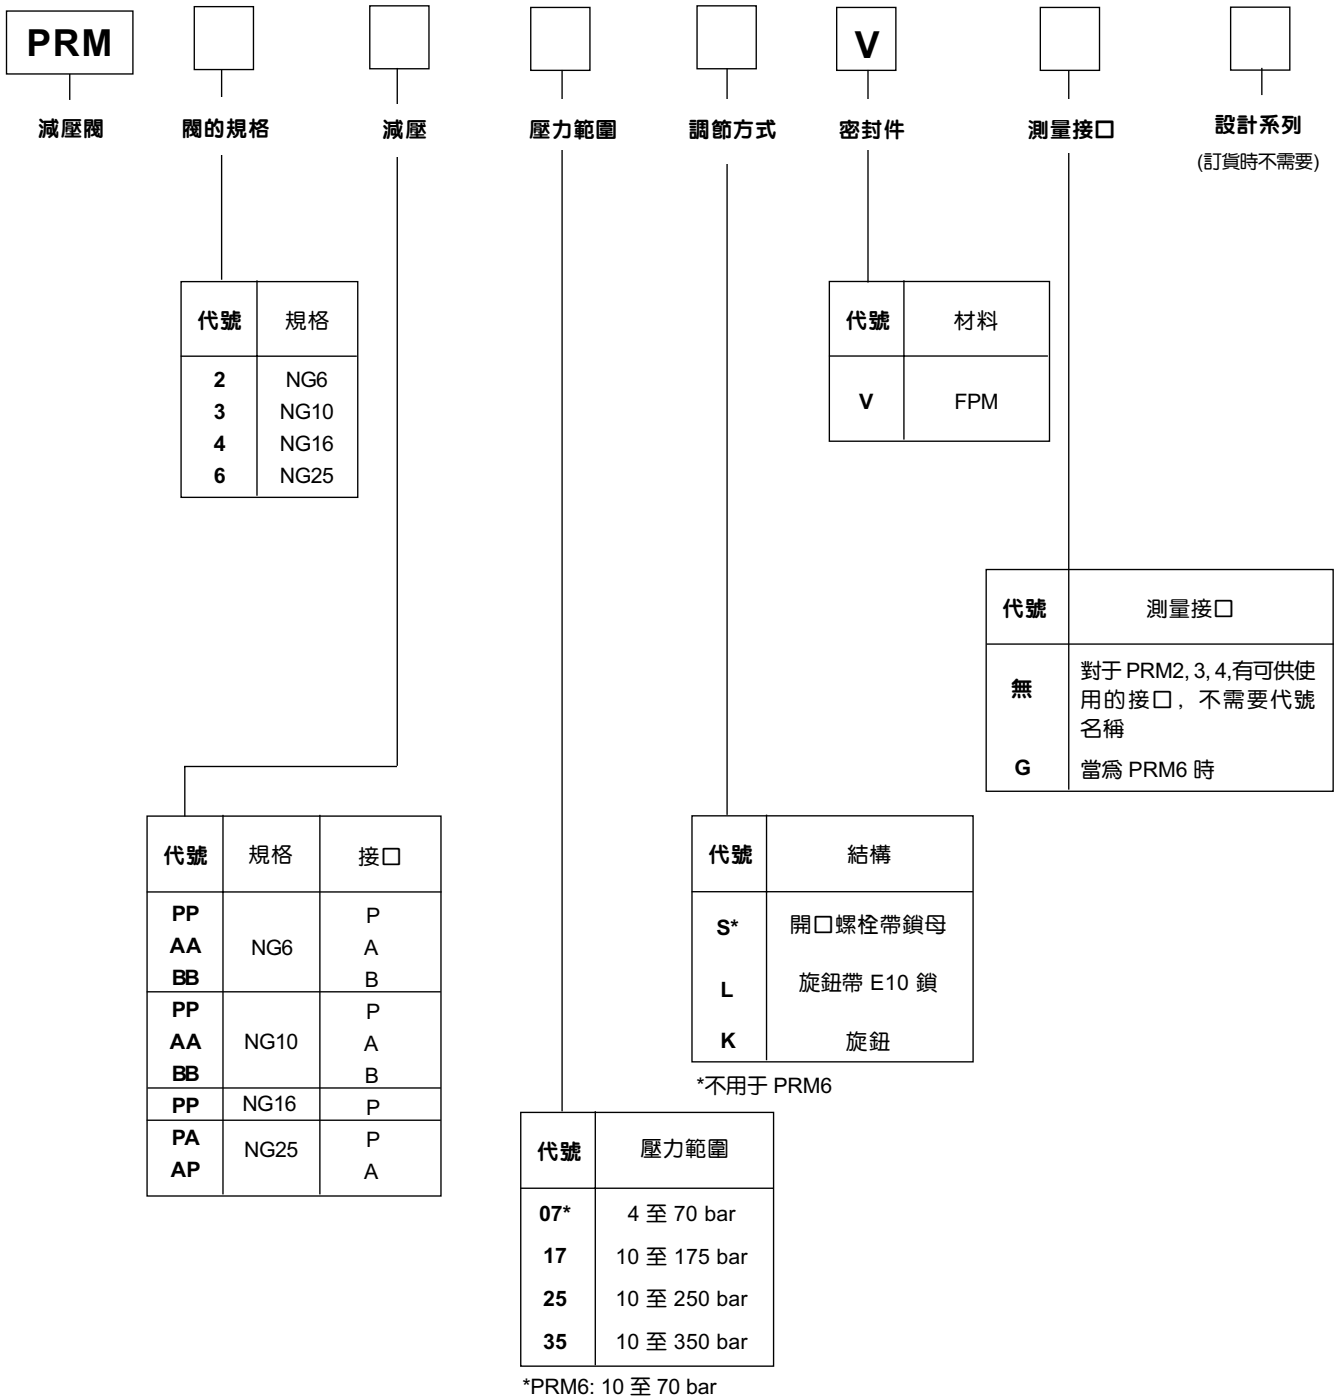 PRM V
減壓閥 閥的規格 減壓 壓力範圍 調節方式 密封件 測量接口 設計系列
(訂貨時不需要)
代號 規格
2 NG6
3 NG10
4 NG16
6 NG25
代號 材料
V FPM
代號 測量接口
無 對于 PRM2, 3, 4,有可供使
用的接口，不需要代號
名稱
G 當爲 PRM6 時
代號 規格 接口
PP P
AA NG6 A
BB B
PP P
AA NG10 A
BB B
PP NG16 P
PA NG25 P
AP A
代號 結構
S* 開口螺栓帶鎖母
L 旋鈕帶 E10 鎖
K 旋鈕
*不用于 PRM6
代號 壓力範圍
07* 4 至 70 bar
17 10 至 175 bar
25 10 至 250 bar
35 10 至 350 bar
*PRM6: 10 至 70 bar